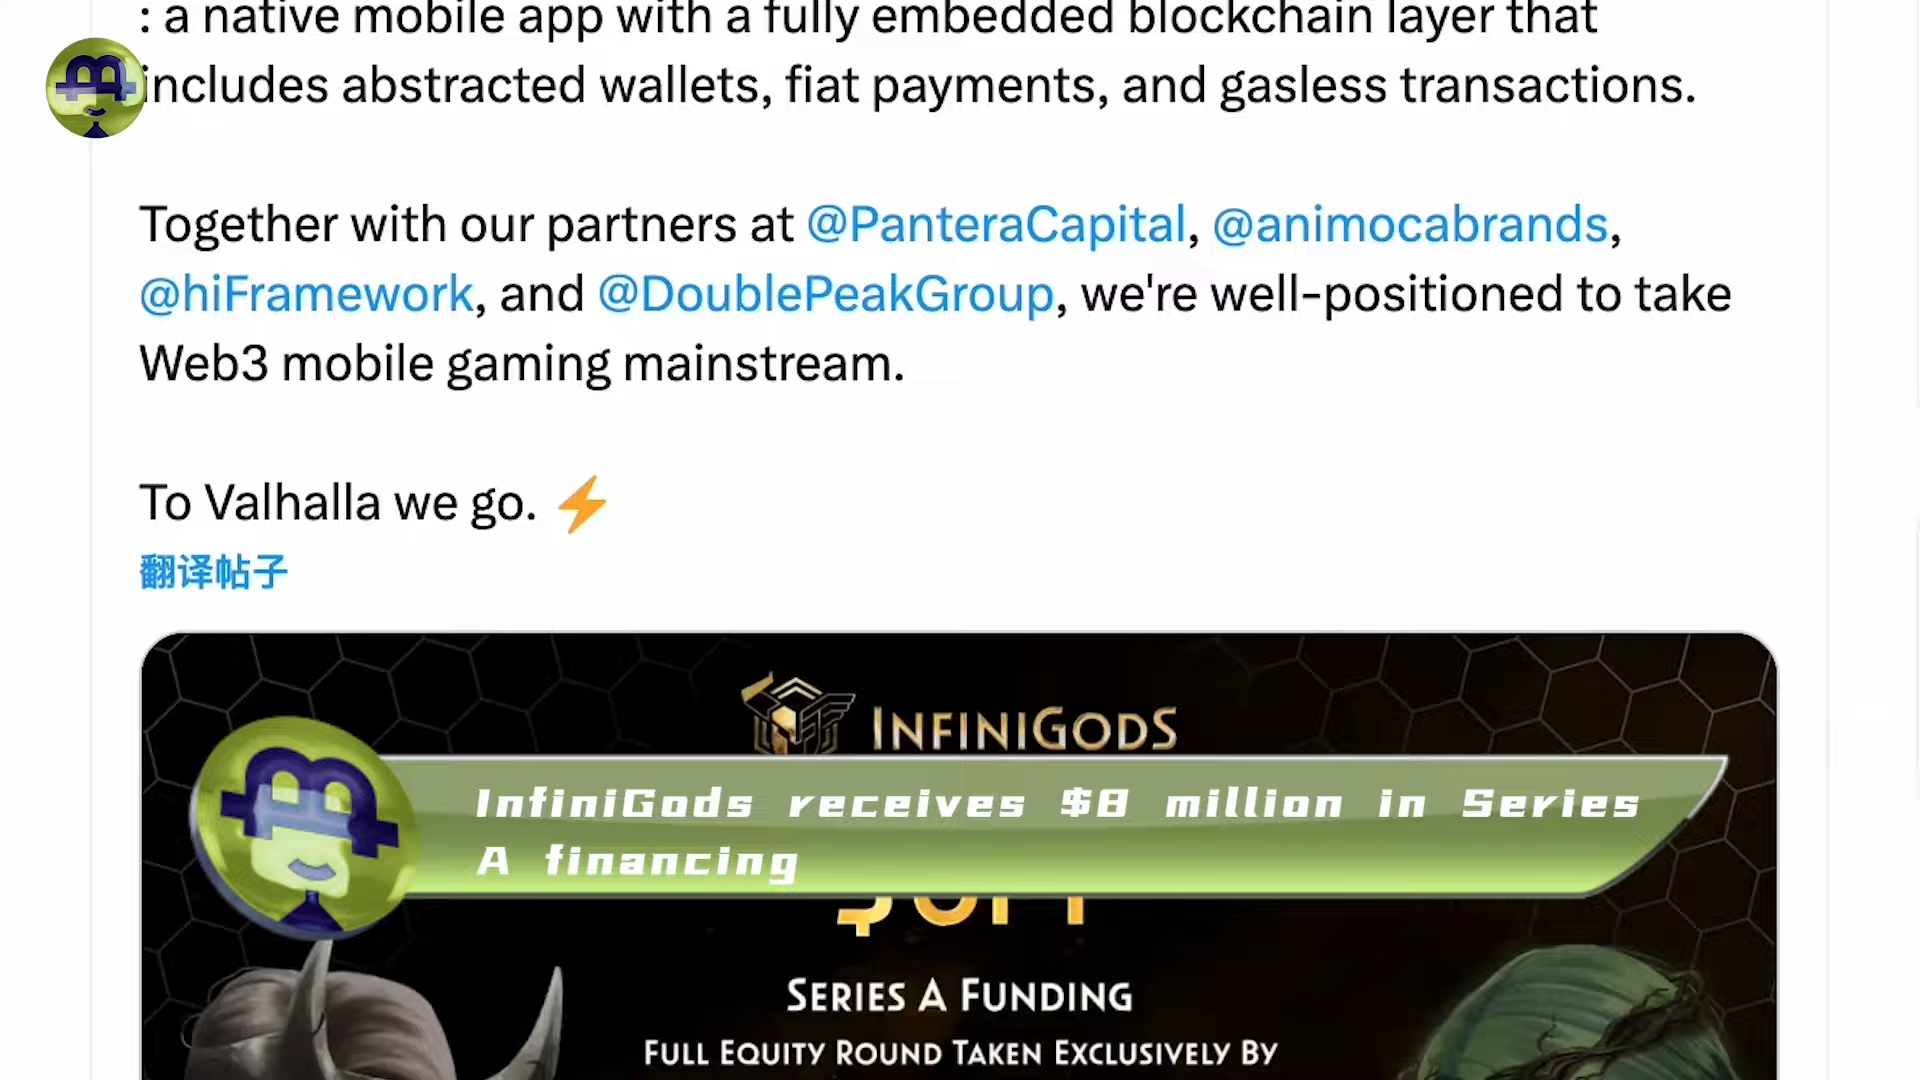 : a native mobile app with a fully embedded blockchain layer that
includes abstracted wallets, fiat payments, and gasless transactions.
Together with our partners at @PanteraCapital, @animocabrands,
@hiFramework, and @DoublePeakGroup, we're well-positioned to take
Web3 mobile gaming mainstream.
To Valhalla we go. ⚡
翻译帖子
INFINIGODS
InfiniGods receives $8 million in Series
A financing
SERIES A FUNDING
FULL EQUITY ROUND TAKEN EXCLUSIVELY BY